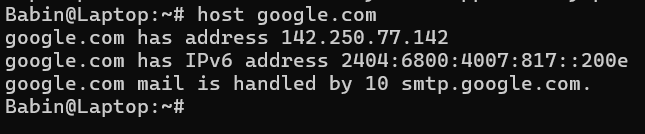 Babin@Laptop:~# host google.com
google.com has address 142.250.77.142
google.com has IPv6 address 2404:6800:4007:817::200e
google.com mail is handled by 10 smtp.google.com.
Babin@Laptop:~#